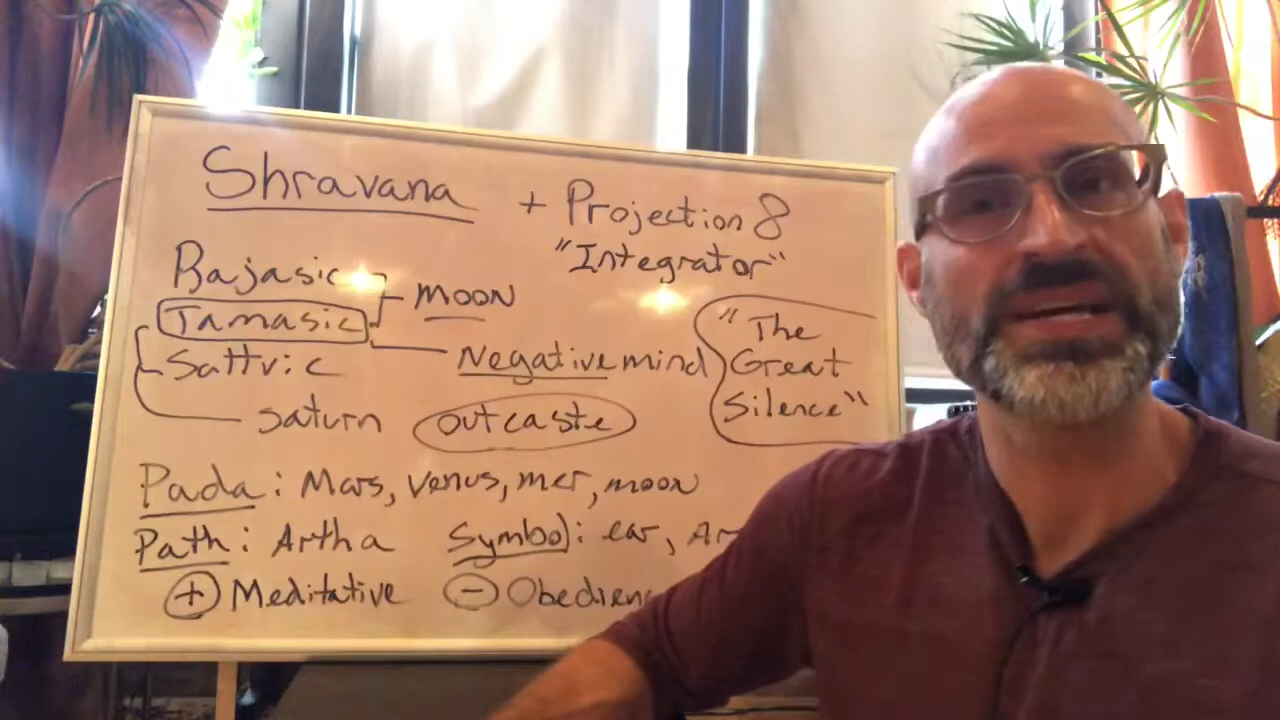 Shravana + Projection 8
"Integrator"
Rajasic
moon
Tamasic
Negative mind
Sattvic
"The
Great
Silence"
saturn outcaste
Pada: Mars, Venus, mer, moon
Path: Artha Symbol: ear,
+ Meditative −